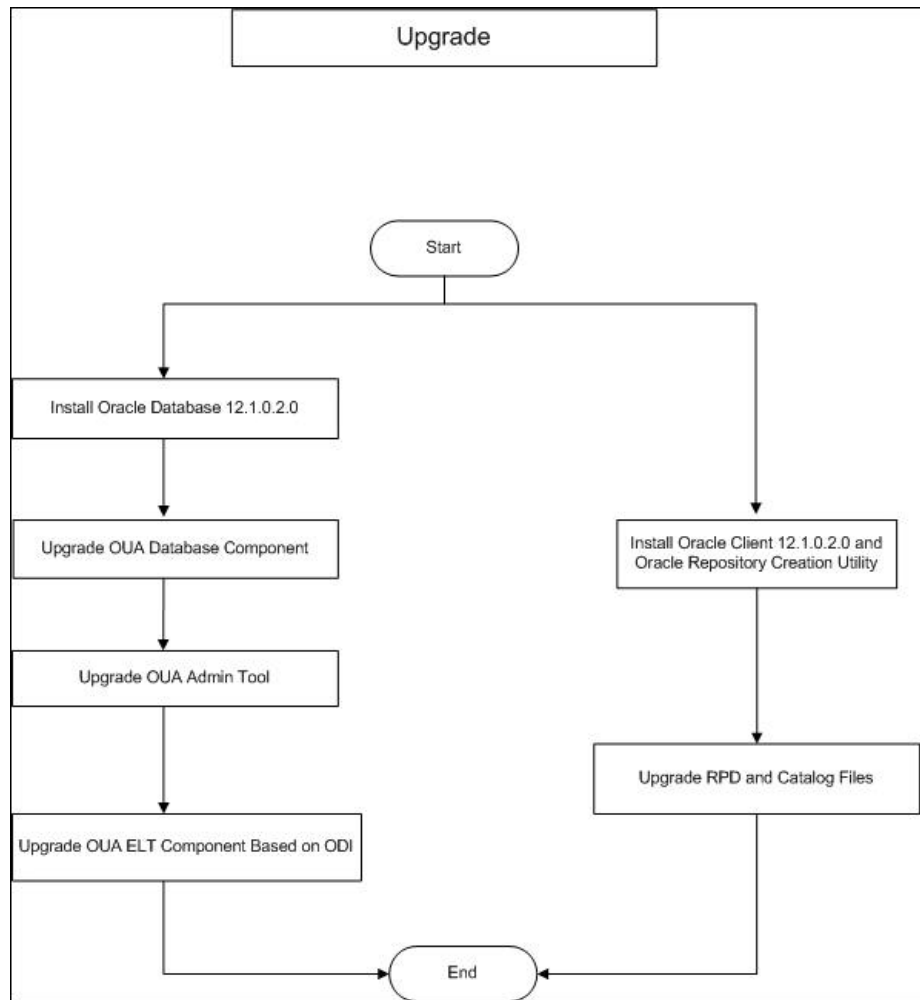 Upgrade
Start
Install Oracle Database 12.1.0.2.0
Upgrade OUA Database Component
Install Oracle Client 12.1.0.2.0 and
Oracle Repository Creation Utility
Upgrade OUA Admin Tool
Upgrade RPD and Catalog Files
Upgrade OUA ELT Component Based on ODI
End